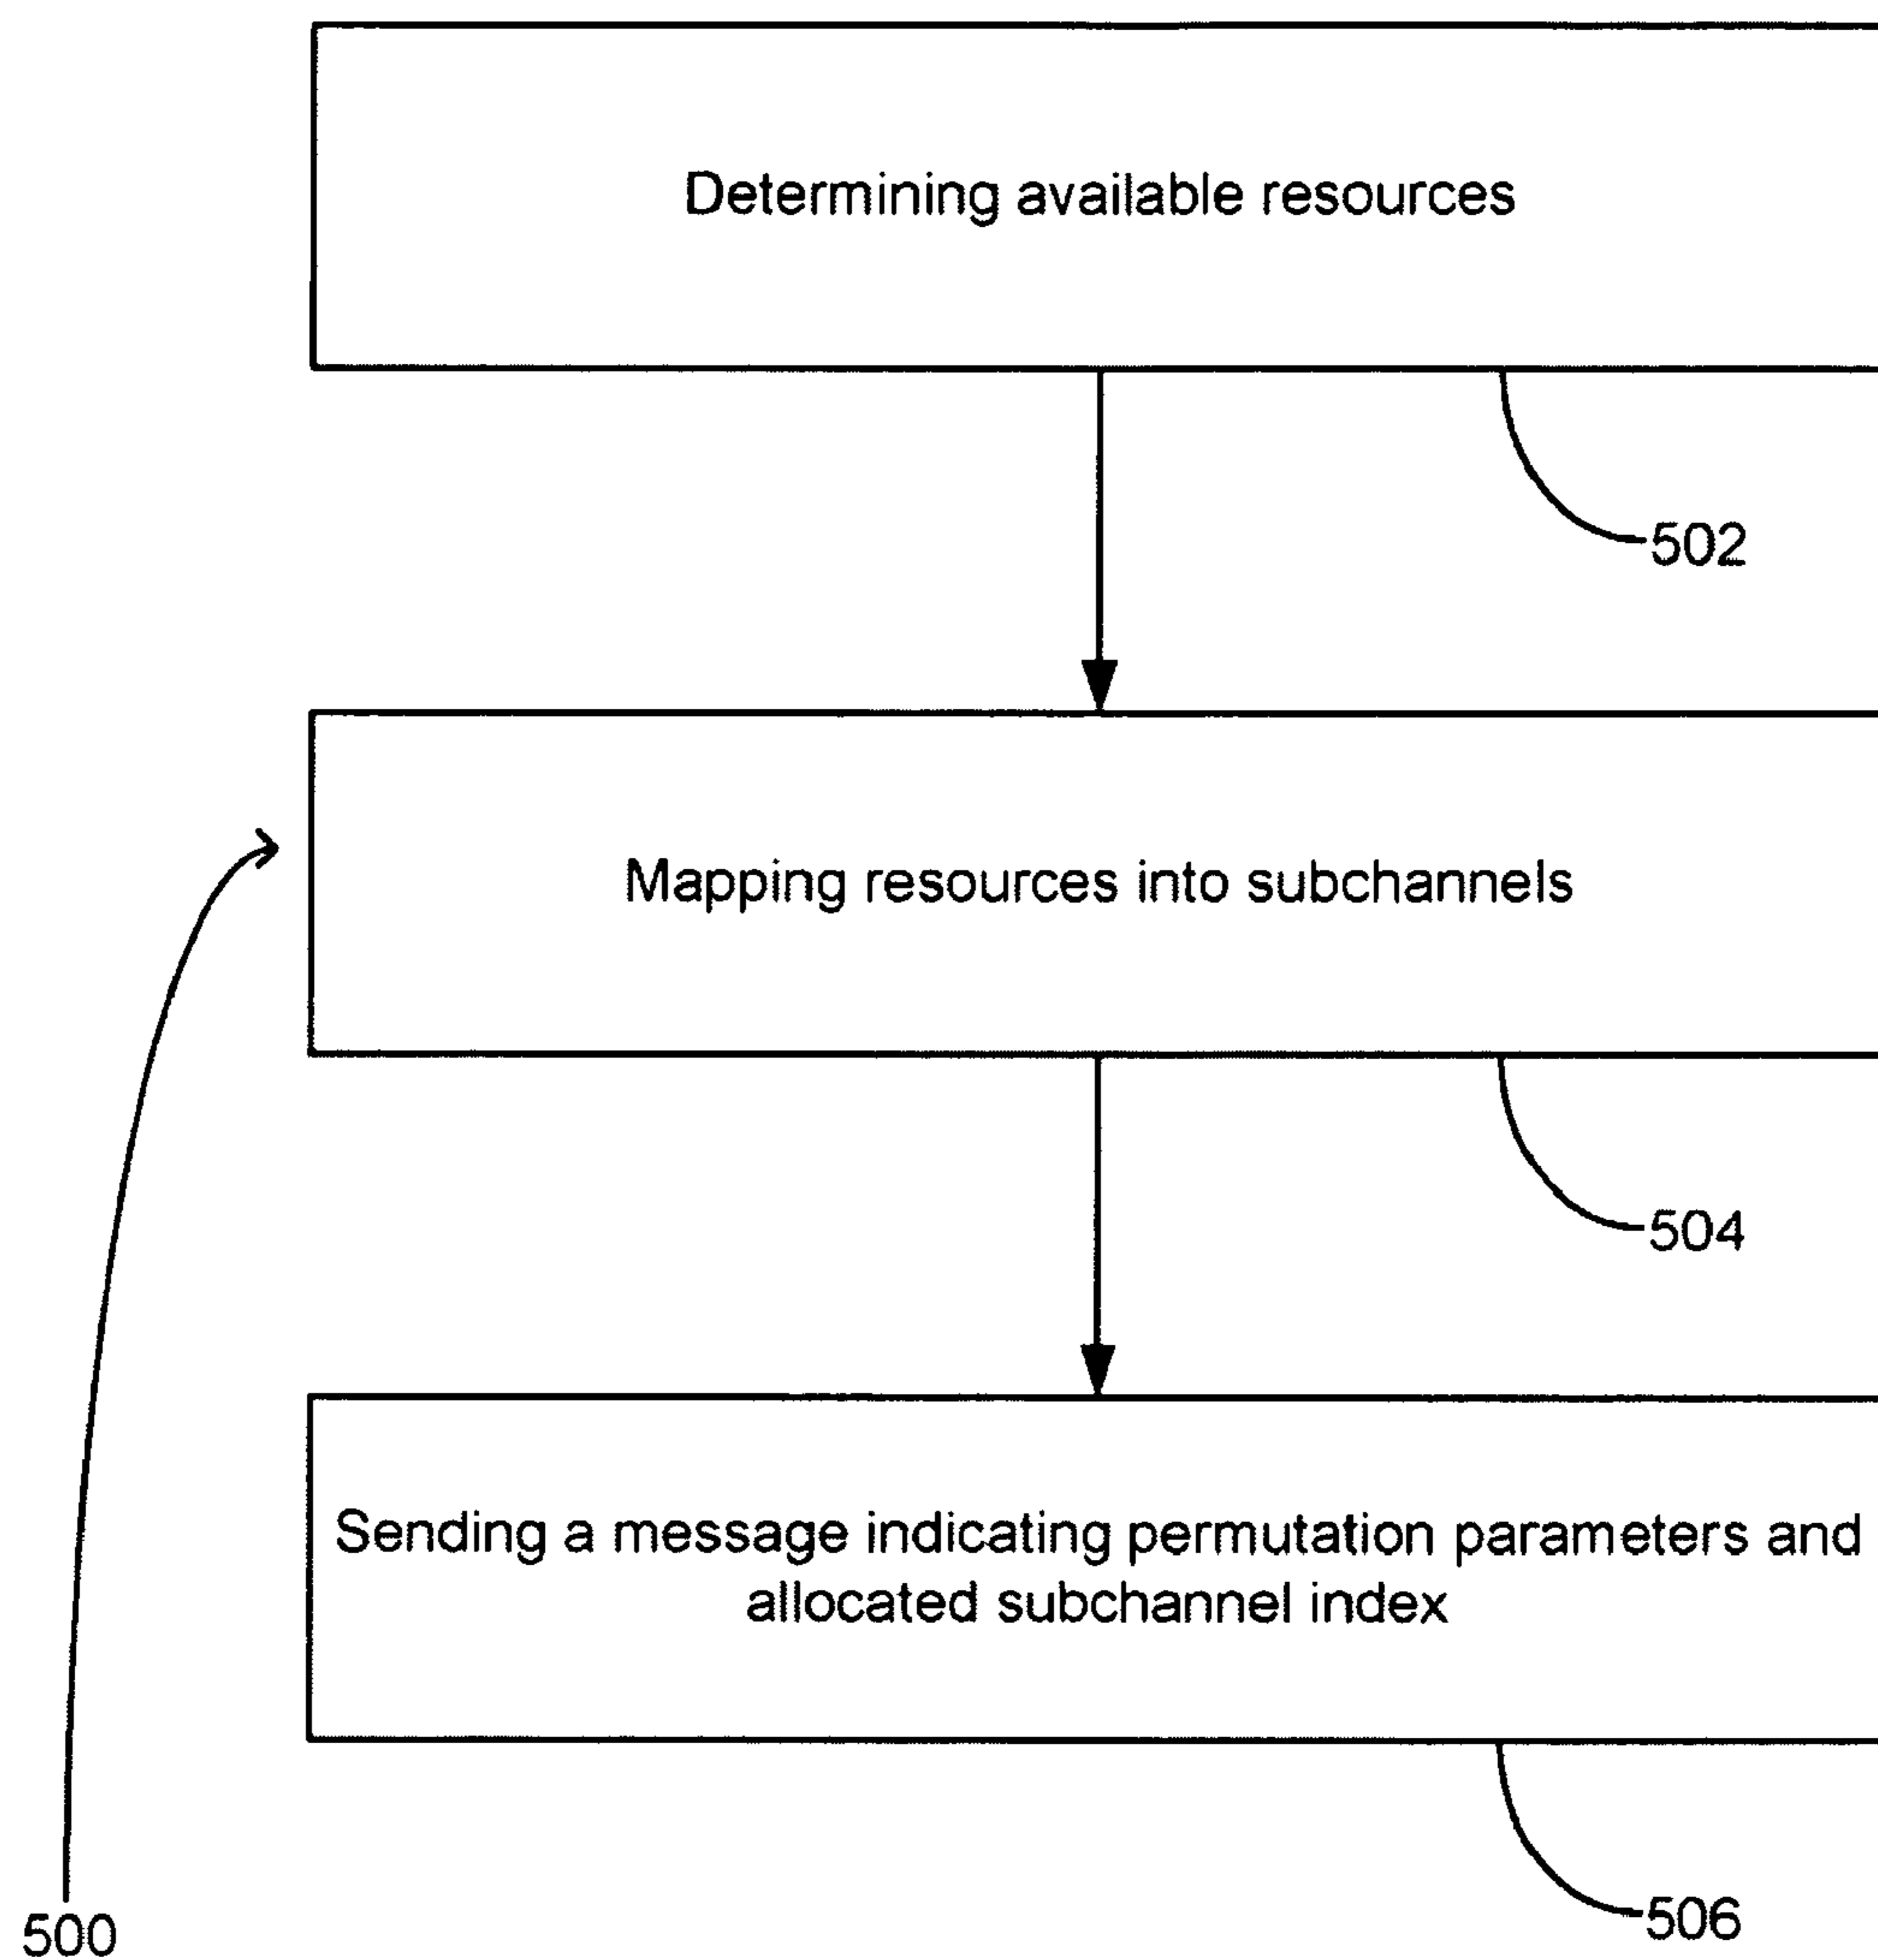 Determining available resources
502
Mapping resources into subchannels
504
Sending a message indicating permutation parameters and
allocated subchannel index
500
506